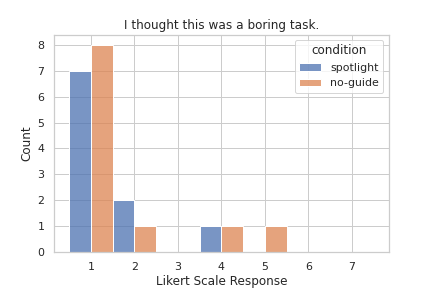 I thought this was a boring task.
condition
spotlight
no-guide
8
7
6
5
4
3
2
1
0
Count
1 2 3 4 5 6 7
Likert Scale Response